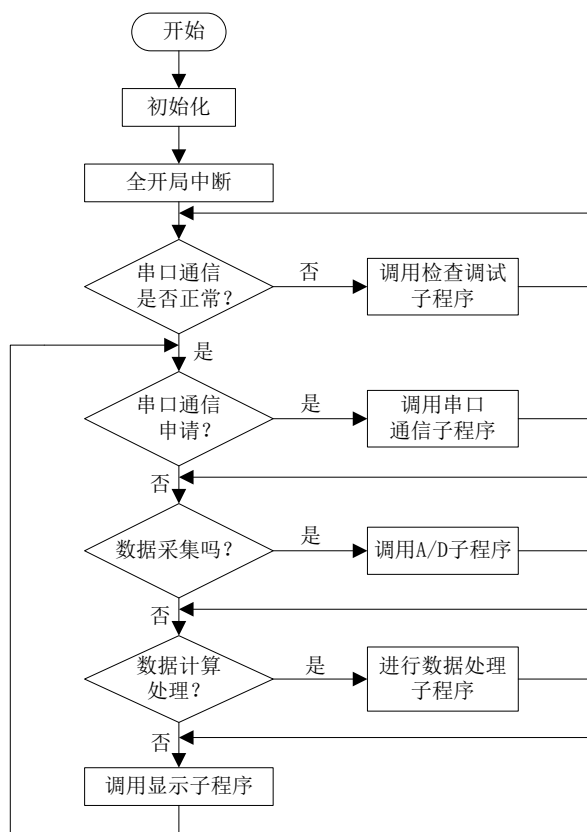 开始
初始化
全开局中断
串口通信
是否正常？
否
调用检查调试
子程序
是
串口通信
申请？
是
调用串口
通信子程序
否
数据采集吗？
是
调用A/D子程序
否
数据计算
处理？
是
进行数据处理
子程序
否
调用显示子程序